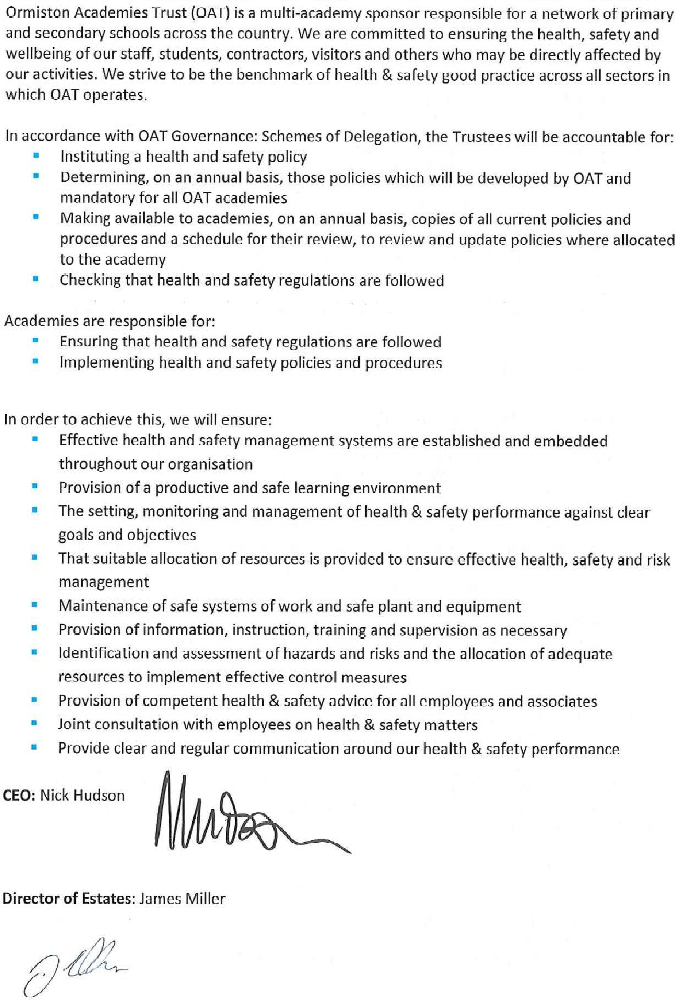 Ormiston Academies Trust (OAT) is a multi-academy sponsor responsible for a network of primary
and secondary schools across the country. We are committed to ensuring the health, safety and
wellbeing of our staff, students, contractors, visitors and others who may be directly affected by
our activities. We strive to be the benchmark of health & safety good practice across all sectors in
which OAT operates.
In accordance with OAT Governance: Schemes of Delegation, the Trustees will be accountable for:
▪ Instituting a health and safety policy
▪ Determining, on an annual basis, those policies which will be developed by OAT and
mandatory for all OAT academies
▪ Making available to academies, on an annual basis, copies of all current policies and
procedures and a schedule for their review, to review and update policies where allocated
to the academy
▪ Checking that health and safety regulations are followed
Academies are responsible for:
▪ Ensuring that health and safety regulations are followed
▪ Implementing health and safety policies and procedures
In order to achieve this, we will ensure:
▪ Effective health and safety management systems are established and embedded
throughout our organisation
▪ Provision of a productive and safe learning environment
▪ The setting, monitoring and management of health & safety performance against clear
goals and objectives
▪ That suitable allocation of resources is provided to ensure effective health, safety and risk
management
▪ Maintenance of safe systems of work and safe plant and equipment
▪ Provision of information, instruction, training and supervision as necessary
▪ Identification and assessment of hazards and risks and the allocation of adequate
resources to implement effective control measures
▪ Provision of competent health & safety advice for all employees and associates
▪ Joint consultation with employees on health & safety matters
▪ Provide clear and regular communication around our health & safety performance
CEO: Nick Hudson
Director of Estates: James Miller